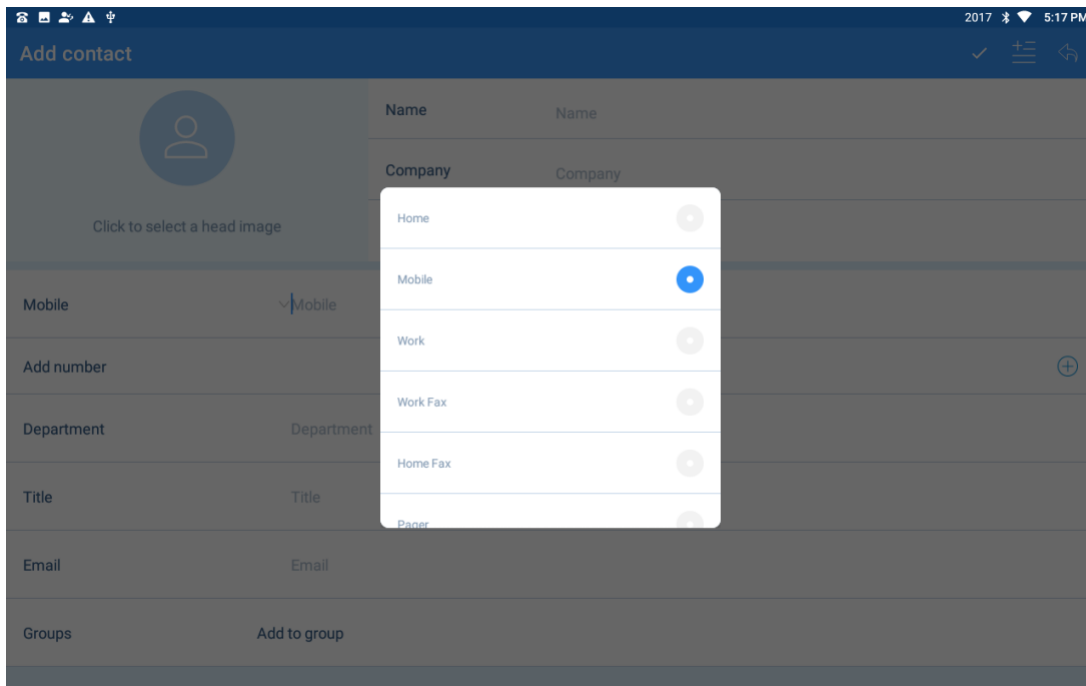 2017 5:17 PM
Add contact
Name Name
Company Company
Click to select a head image
Home
Mobile
Work
Work Fax
Home Fax
Pager
Mobile Mobile
Add number
Department Department
Title Title
Email Email
Groups Add to group